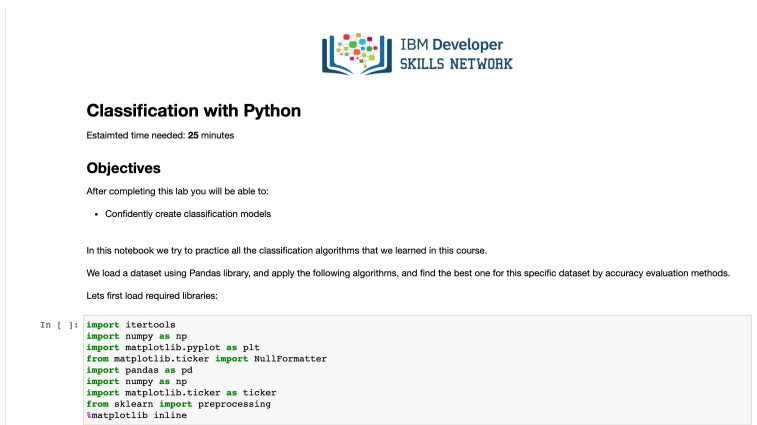 IBM Developer
SKILLS NETWORK
Classification with Python
Estaimted time needed: 25 minutes
Objectives
After completing this lab you will be able to:
• Confidently create classification models
In this notebook we try to practice all the classification algorithms that we learned in this course.
We load a dataset using Pandas library, and apply the following algorithms, and find the best one for this specific dataset by accuracy evaluation methods.
Lets first load required libraries:
In [ ]: import itertools
import numpy as np
import matplotlib.pyplot as plt
from matplotlib.ticker import NullFormatter
import pandas as pd
import numpy as np
import matplotlib.ticker as ticker
from sklearn import preprocessing
%matplotlib inline